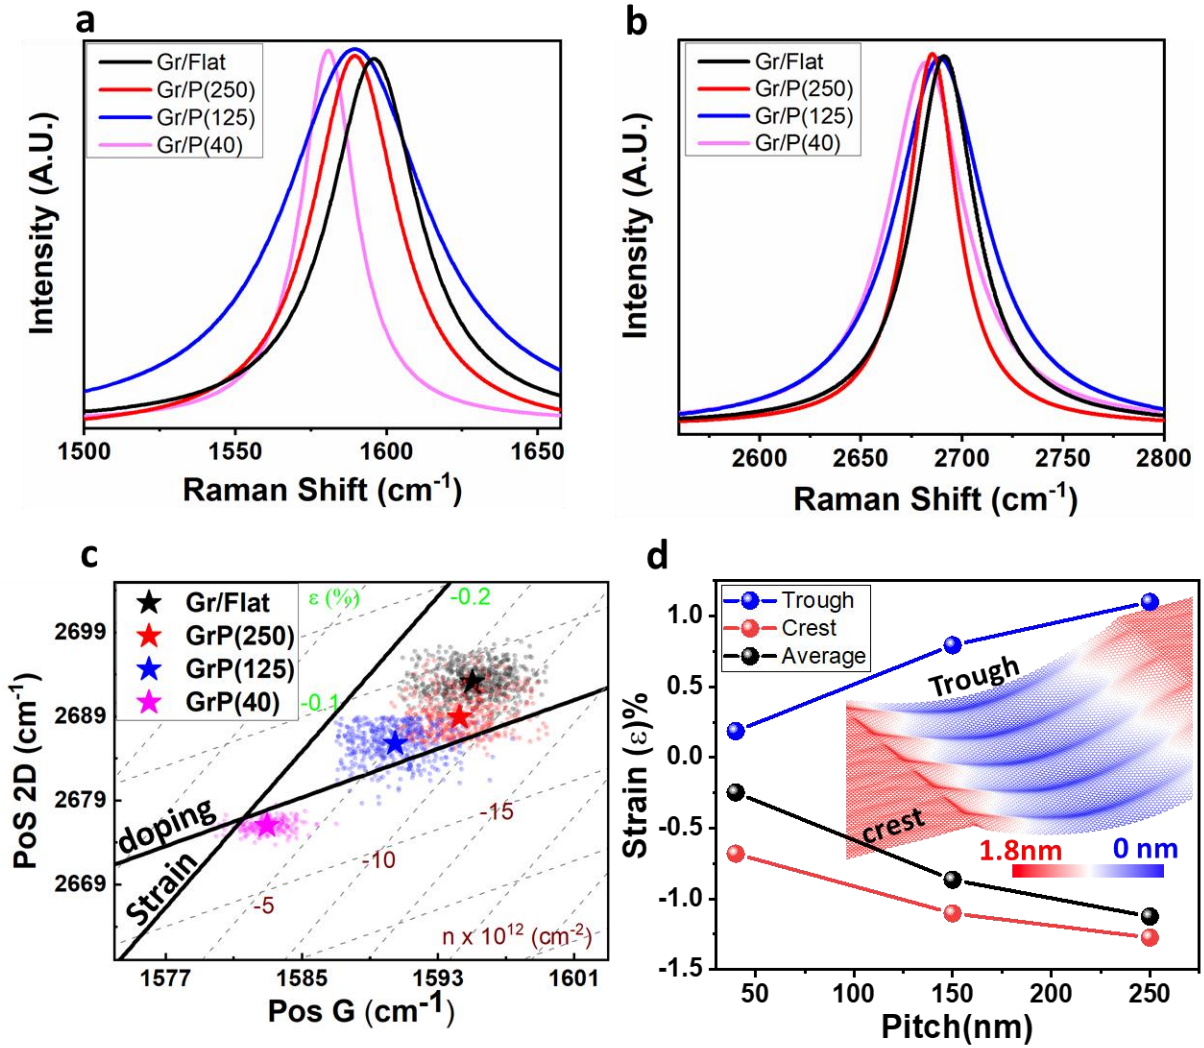 a
Gr/Flat
Gr/P(250)
Gr/P(125)
Gr/P(40)
Intensity (A.U.)
1500
1550
1600
1650
Raman Shift (cm⁻¹)
b
Gr/Flat
Gr/P(250)
Gr/P(125)
Gr/P(40)
Intensity (A.U.)
2600
2650
2700
2750
2800
Raman Shift (cm⁻¹)
c
Gr/Flat
GrP(250)
GrP(125)
GrP(40)
ε (%)
-0.2
-0.1
doping
Strain
-15
-10
-5
n x 10¹² (cm⁻²)
2699
2689
2679
2669
PoS 2D (cm⁻¹)
1577
1585
1593
1601
Pos G (cm⁻¹)
d
Trough
Crest
Average
Trough
crest
1.8nm
0 nm
1.0
0.5
0.0
-0.5
-1.0
-1.5
Strain (ε)%
50
100
150
200
250
Pitch(nm)